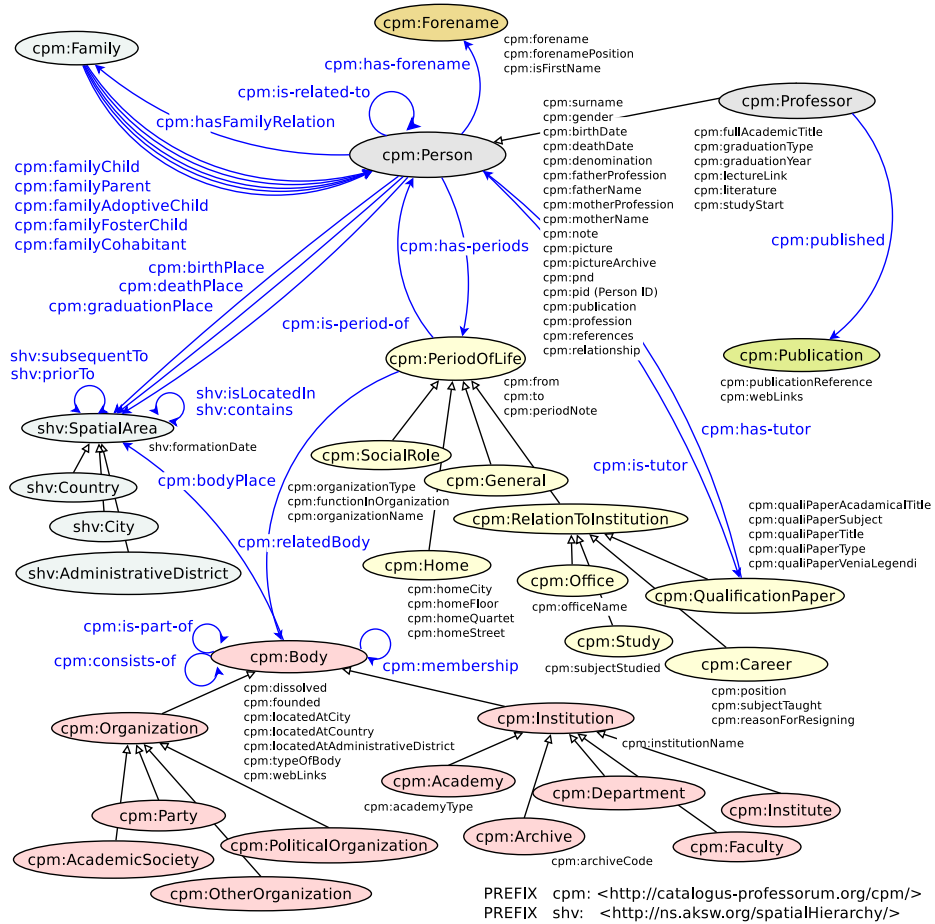 cpm:Forename
cpm:forename
cpm:forenamePosition
cpm:isFirstName
cpm:Family
cpm:has-forename
cpm:is-related-to
cpm:hasFamilyRelation
cpm:Person
cpm:surname
cpm:gender
cpm:birthDate
cpm:deathDate
cpm:denomination
cpm:fatherProfession
cpm:fatherName
cpm:motherProfession
cpm:motherName
cpm:note
cpm:picture
cpm:pictureArchive
cpm:pnd
cpm:pid (Person ID)
cpm:publication
cpm:profession
cpm:references
cpm:relationship
cpm:Professor
cpm:fullAcademicTitle
cpm:graduationType
cpm:graduationYear
cpm:lectureLink
cpm:literature
cpm:studyStart
cpm:familyChild
cpm:familyParent
cpm:familyAdoptiveChild
cpm:familyFosterChild
cpm:familyCohabitant
cpm:has-periods
cpm:published
cpm:birthPlace
cpm:deathPlace
cpm:graduationPlace
cpm:is-period-of
cpm:PeriodOfLife
cpm:from
cpm:to
cpm:periodNote
cpm:Publication
cpm:publicationReference
cpm:webLinks
shv:subsequentTo
shv:priorTo
shv:isLocatedIn
shv:contains
shv:SpatialArea
shv:formationDate
cpm:has-tutor
cpm:is-tutor
cpm:SocialRole
cpm:organizationType
cpm:functionInOrganization
cpm:organizationName
cpm:General
cpm:bodyPlace
shv:Country
shv:City
shv:AdministrativeDistrict
cpm:RelationToInstitution
cpm:qualiPaperAcadamicalTitle
cpm:qualiPaperSubject
cpm:qualiPaperTitle
cpm:qualiPaperType
cpm:qualiPaperVeniaLegendi
cpm:relatedBody
cpm:Home
cpm:homeCity
cpm:homeFloor
cpm:homeQuartet
cpm:homeStreet
cpm:Office
cpm:officeName
cpm:QualificationPaper
cpm:Study
cpm:subjectStudied
cpm:Career
cpm:position
cpm:subjectTaught
cpm:reasonForResigning
cpm:is-part-of
cpm:consists-of
cpm:Body
cpm:membership
cpm:dissolved
cpm:founded
cpm:locatedAtCity
cpm:locatedAtCountry
cpm:locatedAtAdministrativeDistrict
cpm:typeOfBody
cpm:webLinks
cpm:Organization
cpm:Institution
cpm:institutionName
cpm:Academy
cpm:academyType
cpm:Department
cpm:Institute
cpm:Party
cpm:Archive
cpm:archiveCode
cpm:Faculty
cpm:AcademicSociety
cpm:PoliticalOrganization
cpm:OtherOrganization
PREFIX cpm: <http://catalogus-professorum.org/cpm/>
PREFIX shv: <http://ns.aksw.org/spatialHierarchy/>